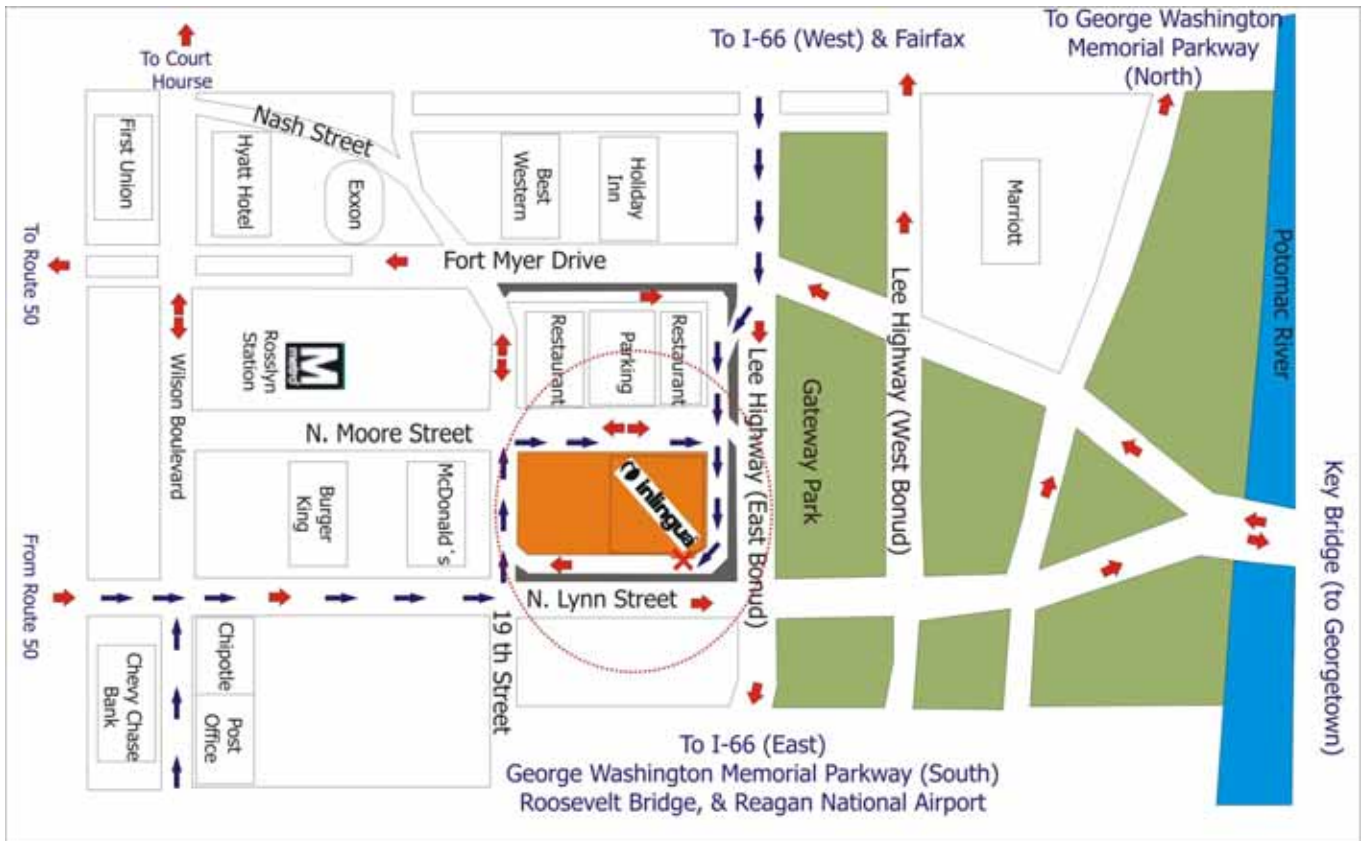 To Court
Hourse
To I-66 (West) & Fairfax
To George Washington
Memorial Parkway
(North)
First Union
Nash Street
Hyatt Hotel
Exxon
Best
Western
Holiday
Inn
Marriott
Potomac River
To Route 50
Fort Myer Drive
Wilson Boulevard
Rosslyn
Station
M
Restaurant
Parking
Restaurant
Lee Highway (East Bonud)
Gateway Park
Lee Highway (West Bonud)
N. Moore Street
Burger
King
McDonald's
inlingua
Key Bridge (to Georgetown)
From Route 50
N. Lynn Street
19 th Street
Chevy Chase
Bank
Chipotle
Post
Office
To I-66 (East)
George Washington Memorial Parkway (South)
Roosevelt Bridge, & Reagan National Airport